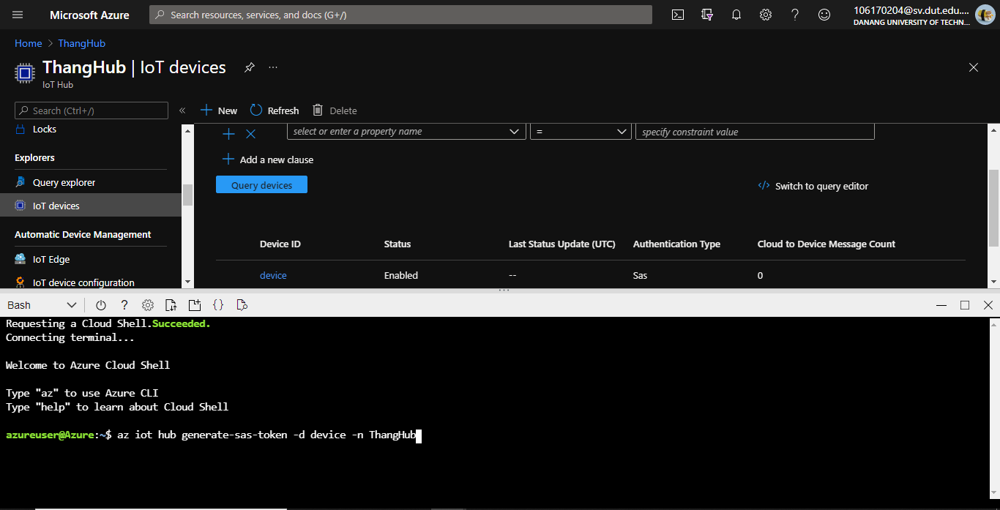 Microsoft Azure
Search resources, services, and docs (G+/)
106170204@sv.dut.edu....
DANANG UNIVERSITY OF TECHN...
Home > ThangHub
ThangHub | IoT devices ...
IoT Hub
Search (Ctrl+/)
«
New
Refresh
Delete
Locks
Explorers
Query explorer
IoT devices
Automatic Device Management
IoT Edge
IoT device configuration
select or enter a property name
=
specify constraint value
Add a new clause
Query devices
</> Switch to query editor
Device ID Status Last Status Update (UTC) Authentication Type Cloud to Device Message Count
device Enabled -- Sas 0
Bash
Requesting a Cloud Shell.Succeeded.
Connecting terminal...
Welcome to Azure Cloud Shell
Type "az" to use Azure CLI
Type "help" to learn about Cloud Shell
azureuser@Azure:~$ az iot hub generate-sas-token -d device -n ThangHub